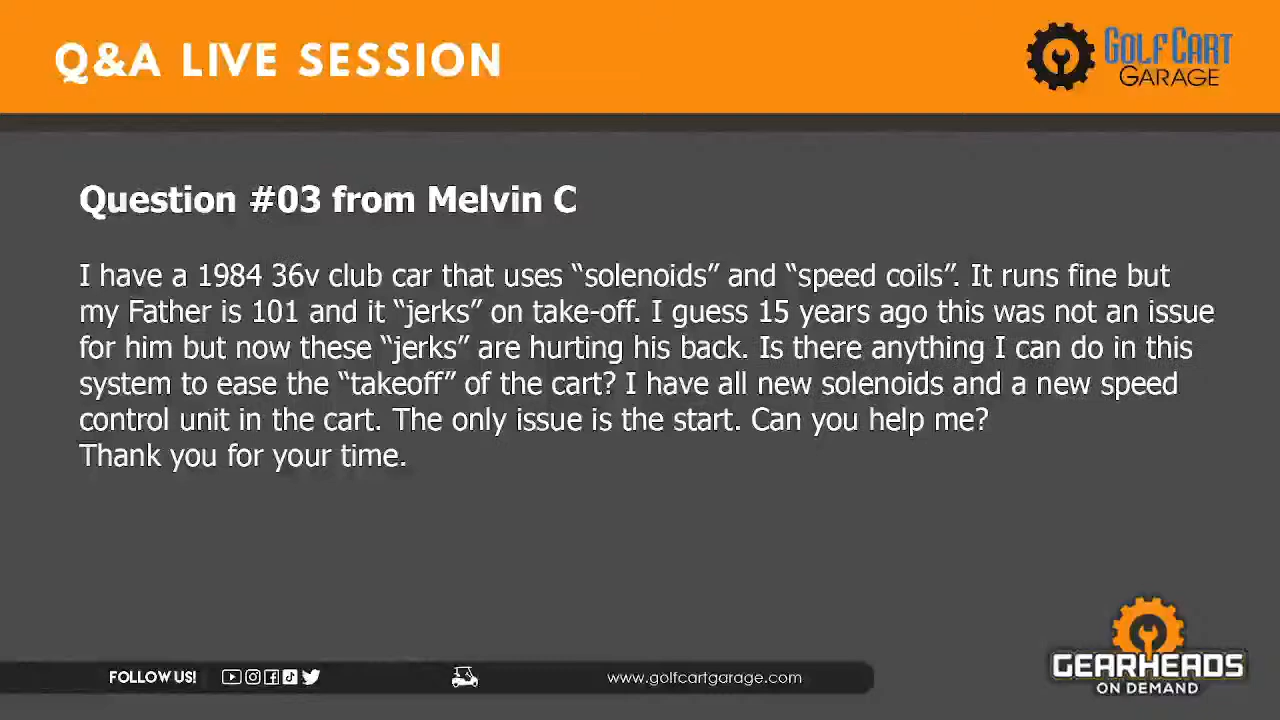 Q&A LIVE SESSION
GOLF CART
GARAGE
Question #03 from Melvin C
I have a 1984 36v club car that uses “solenoids” and “speed coils”. It runs fine but
my Father is 101 and it “jerks” on take-off. I guess 15 years ago this was not an issue
for him but now these “jerks” are hurting his back. Is there anything I can do in this
system to ease the “takeoff” of the cart? I have all new solenoids and a new speed
control unit in the cart. The only issue is the start. Can you help me?
Thank you for your time.
GEARHEADS
ON DEMAND
FOLLOW US!
www.golfcartgarage.com